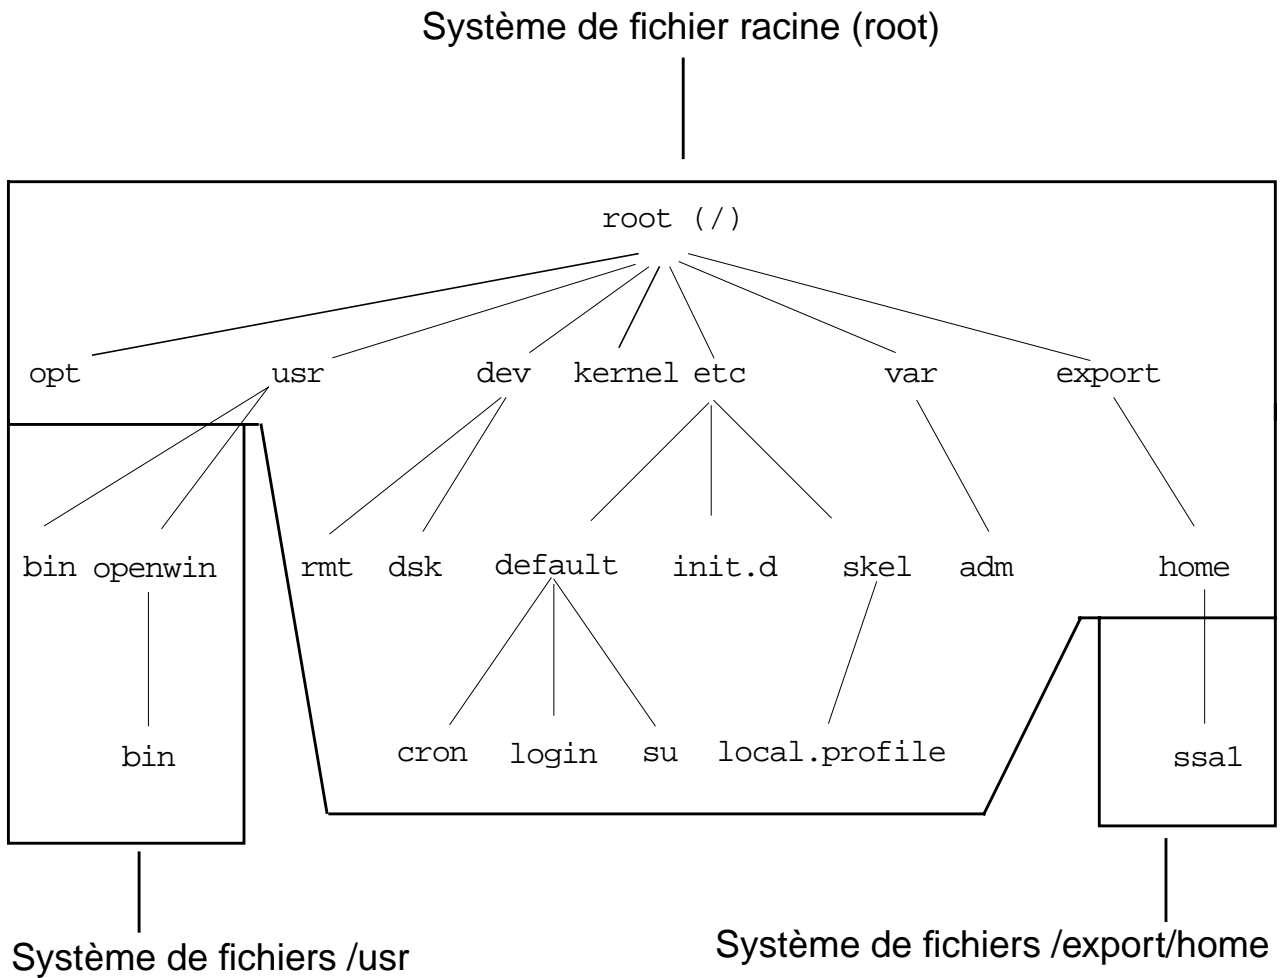 Système de fichier racine (root)
root (/)
opt usr dev kernel etc var export
bin openwin rmt dsk default init.d skel adm home
bin cron login su local.profile ssa1
Système de fichiers /usr
Système de fichiers /export/home